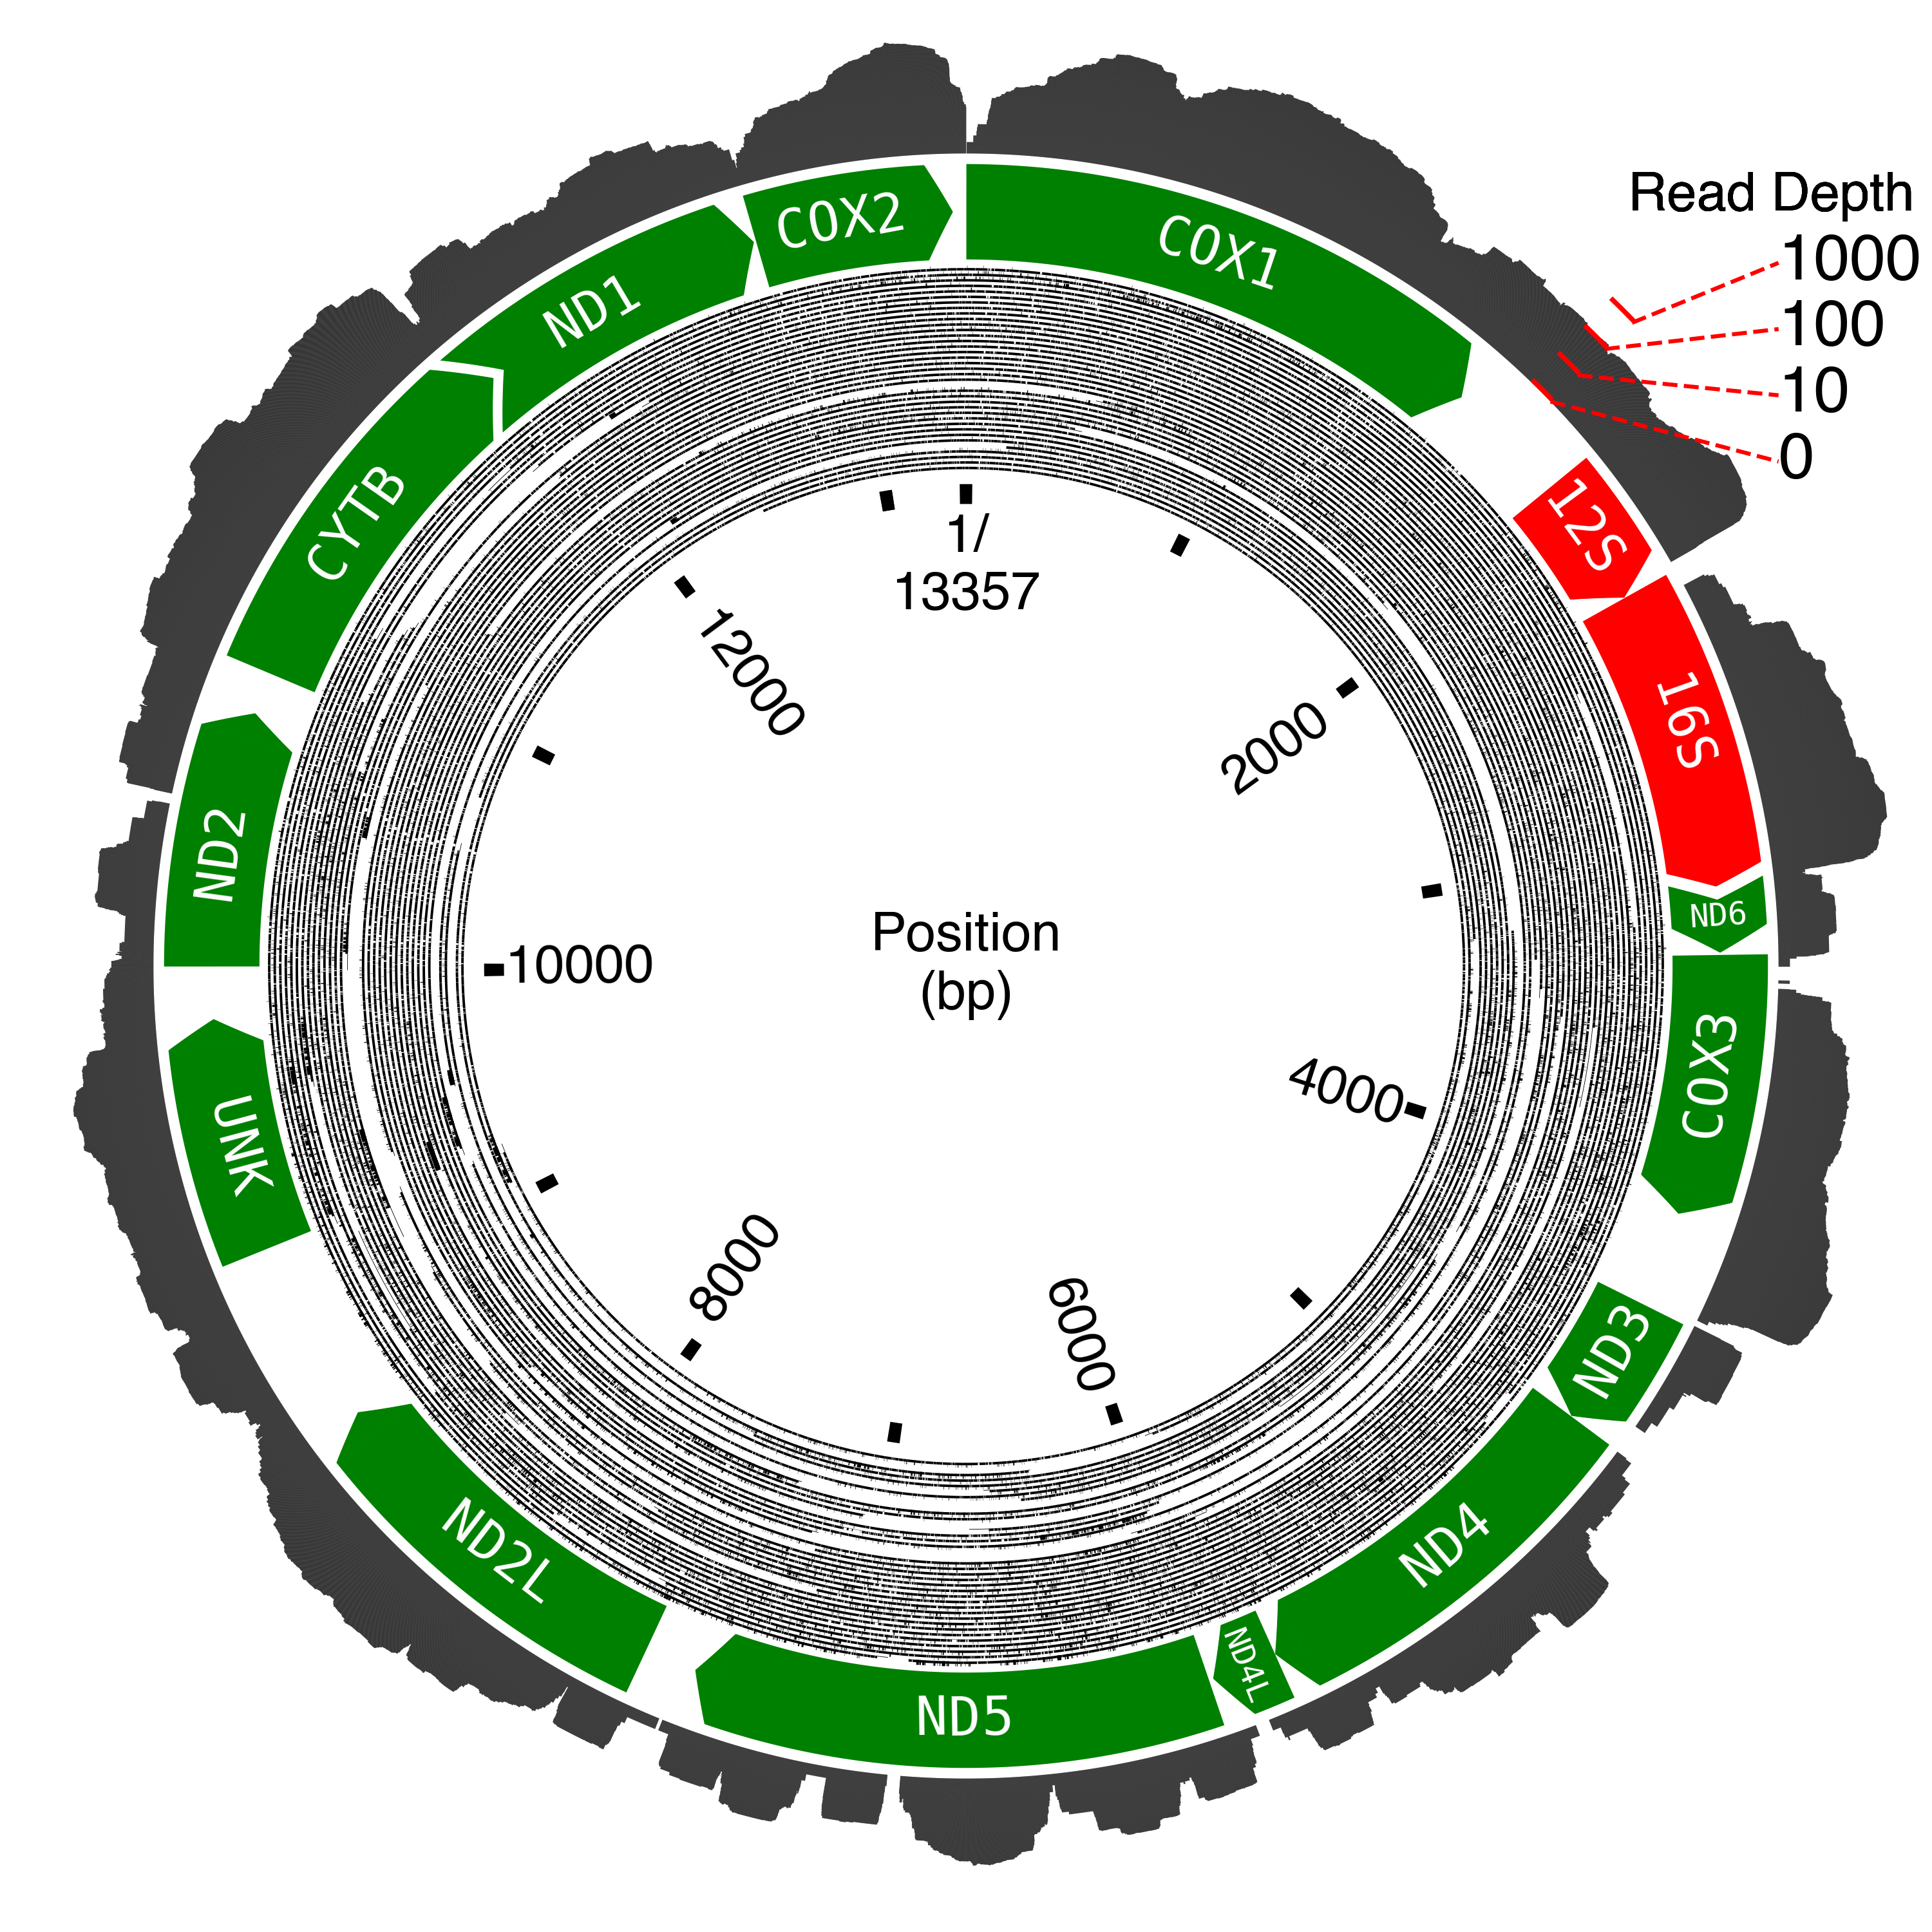 Read Depth
1000
100
10
0
COX1
12S
16S
ND6
COX3
ND3
ND4
ND4L
ND5
ND2L
UNK
ND2
CYTB
ND1
COX2
1/
13357
2000
4000
6000
8000
10000
12000
Position
(bp)